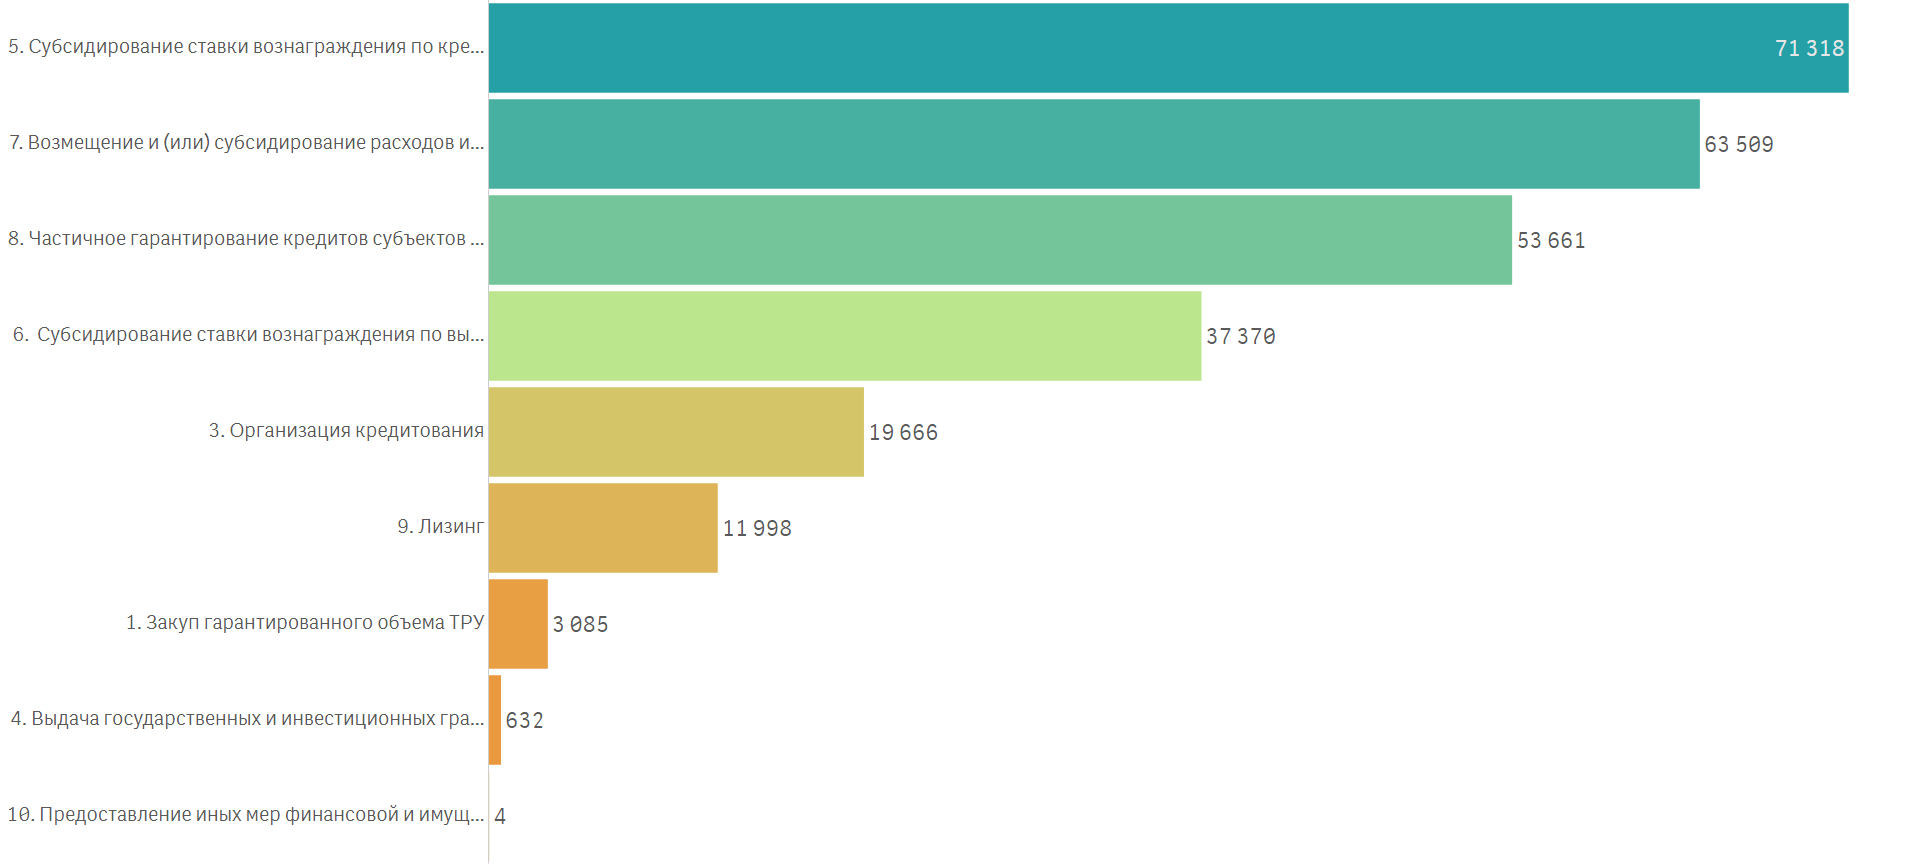 5. Субсидирование ставки вознаграждения по кре... 71 318
7. Возмещение и (или) субсидирование расходов и... 63 509
8. Частичное гарантирование кредитов субъектов ... 53 661
6. Субсидирование ставки вознаграждения по вы... 37 370
3. Организация кредитования 19 666
9. Лизинг 11 998
1. Закуп гарантированного объема ТРУ 3 085
4. Выдача государственных и инвестиционных гра... 632
10. Предоставление иных мер финансовой и имущ... 4